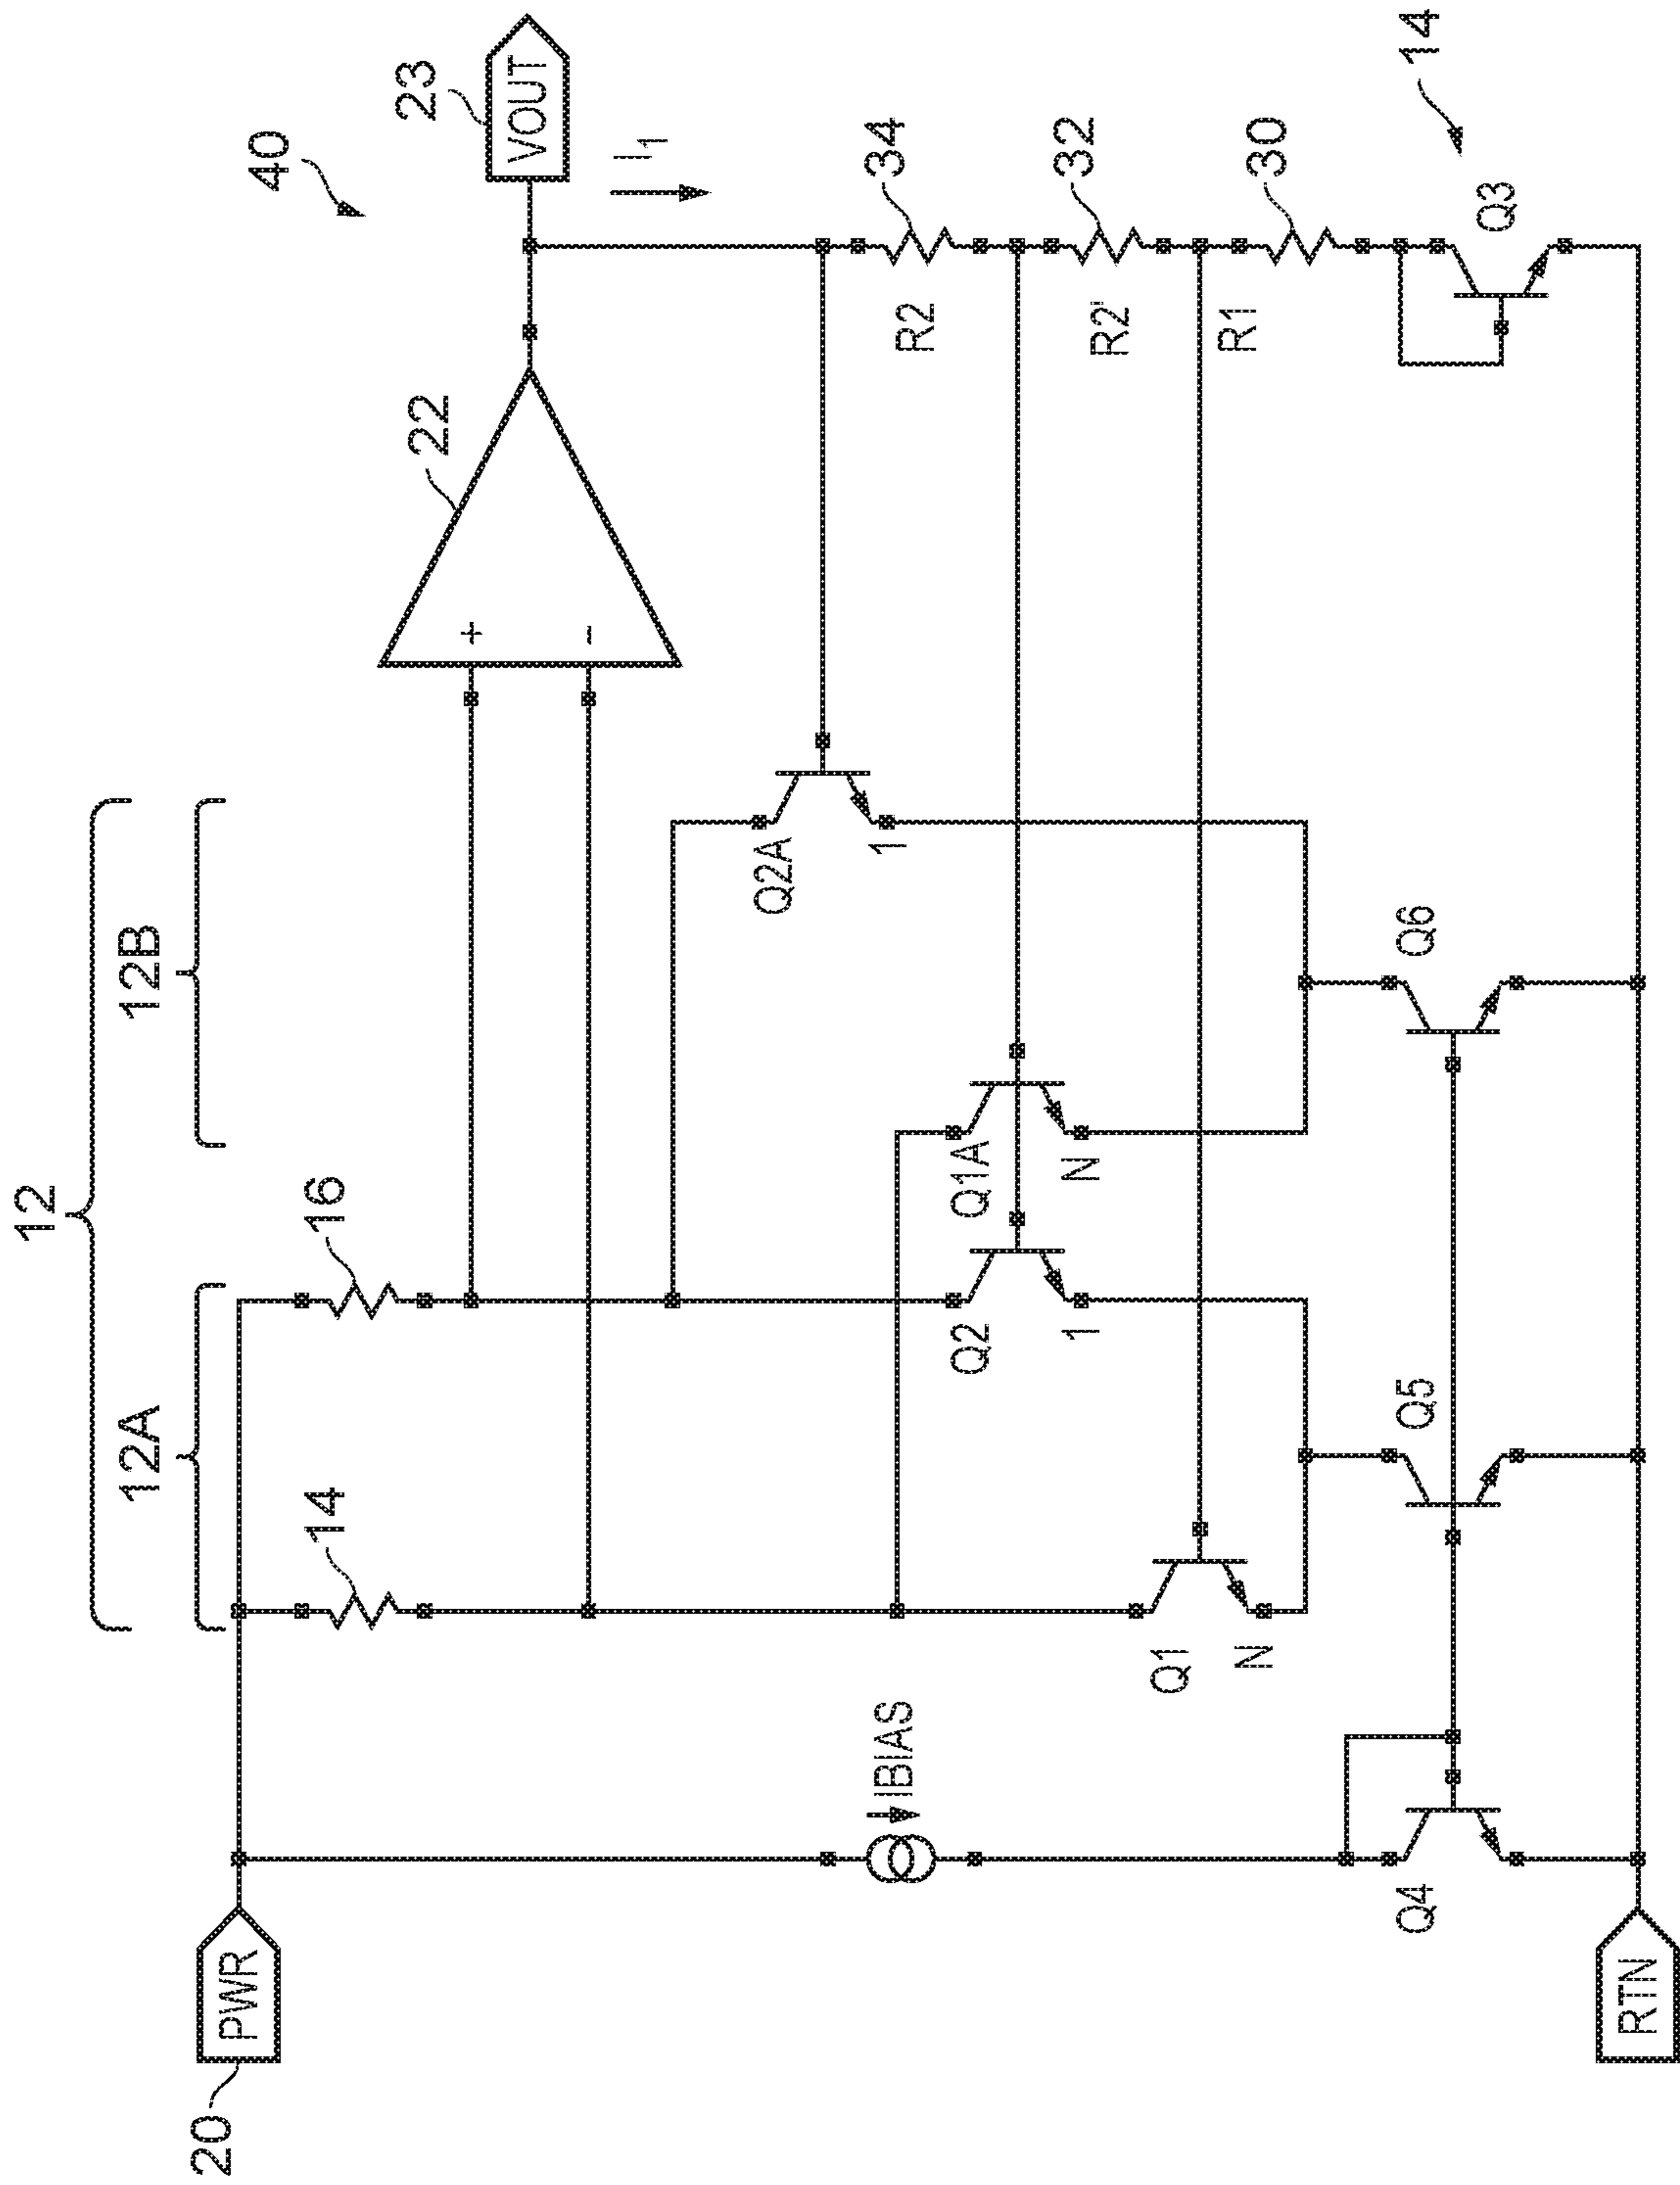 12
12A
12B
40
23
VOUT
I1
22
+
-
14
16
20
PWR
IBIAS
Q2A
1
R2
34
Q2
1
Q1A
N
R2'
32
Q1
N
R1
30
Q4
Q5
Q6
Q3
14
RTN